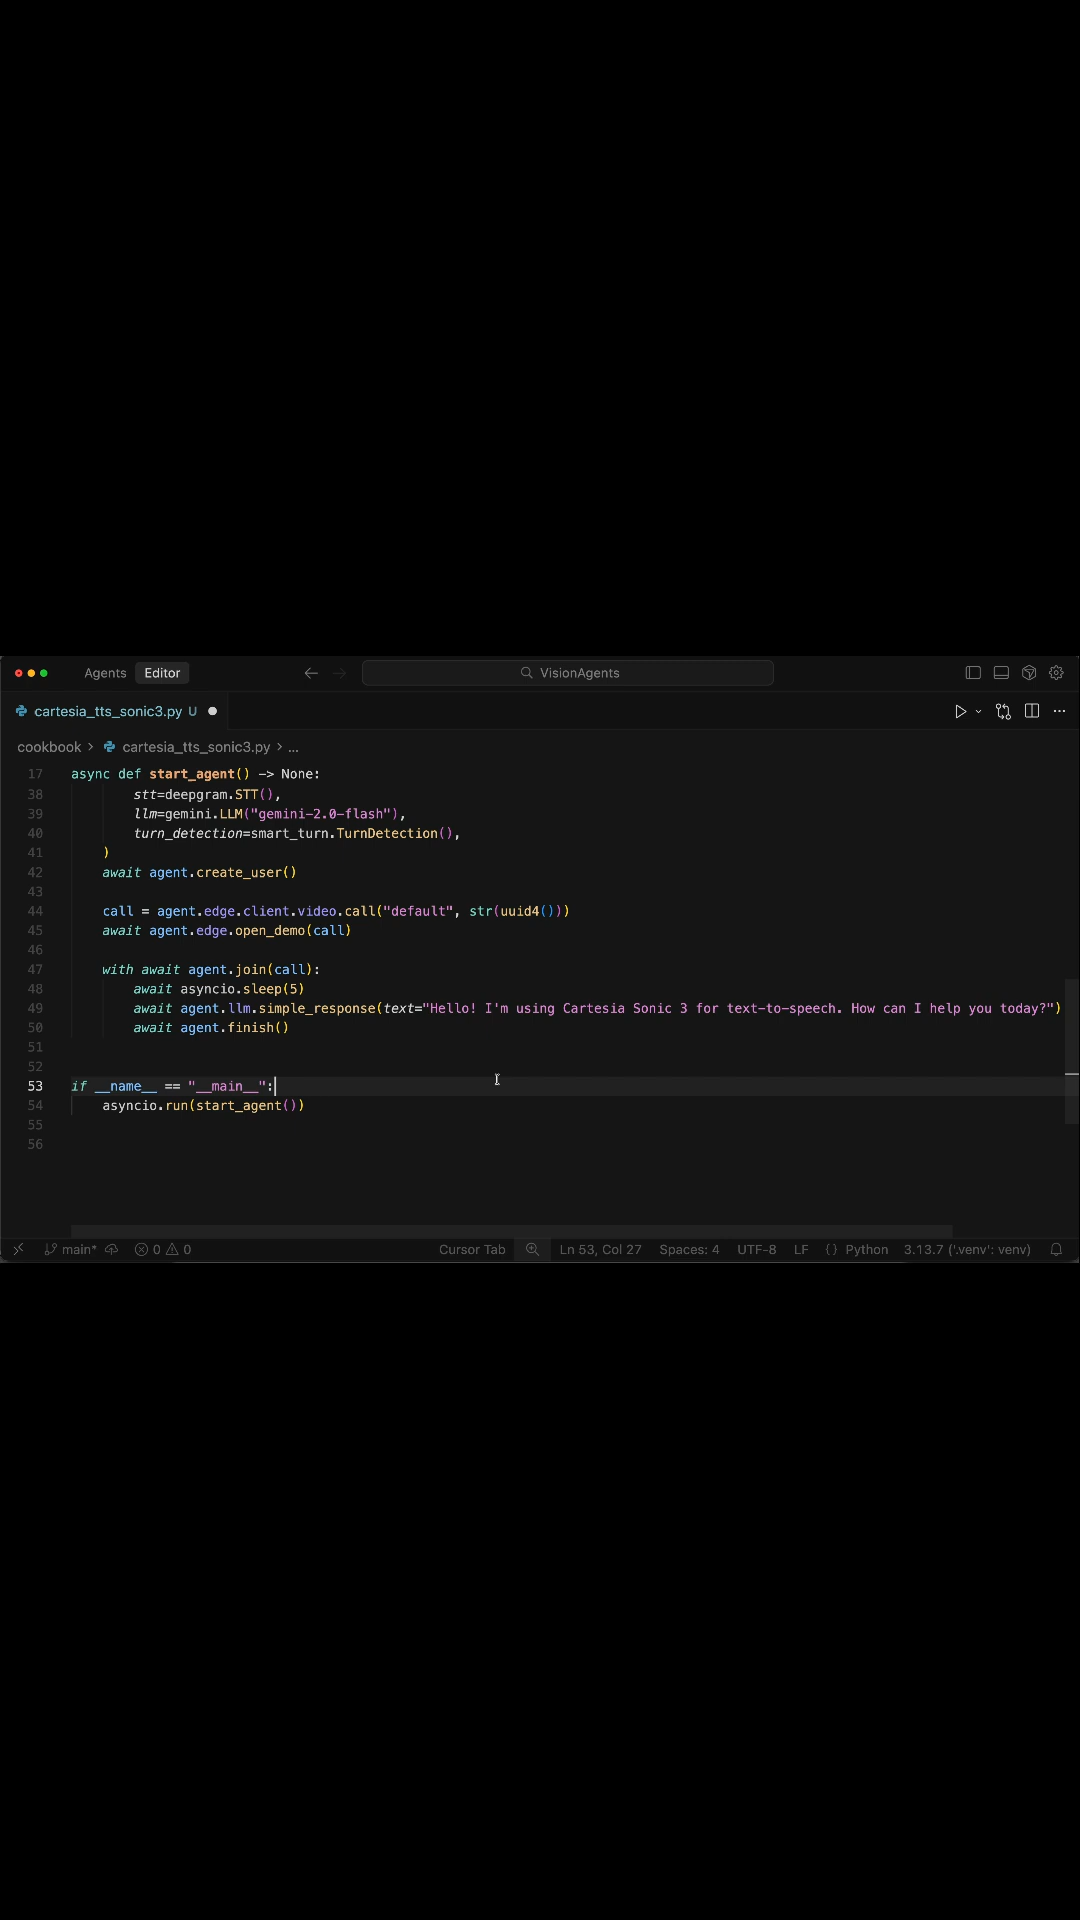 Agents Editor VisionAgents
cartesia_tts_sonic3.py U
cookbook > cartesia_tts_sonic3.py > ...
17 async def start_agent() -> None:
38 stt=deepgram.STT(),
39 llm=gemini.LLM("gemini-2.0-flash"),
40 turn_detection=smart_turn.TurnDetection(),
41 )
42 await agent.create_user()
43
44 call = agent.edge.client.video.call("default", str(uuid4()))
45 await agent.edge.open_demo(call)
46
47 with await agent.join(call):
48 await asyncio.sleep(5)
49 await agent.llm.simple_response(text="Hello! I'm using Cartesia Sonic 3 for text-to-speech. How can I help you today?")
50 await agent.finish()
51
52
53 if __name__ == "__main__":
54 asyncio.run(start_agent())
55
56
main* 0 0 Cursor Tab Ln 53, Col 27 Spaces: 4 UTF-8 LF {} Python 3.13.7 ('.venv': venv)